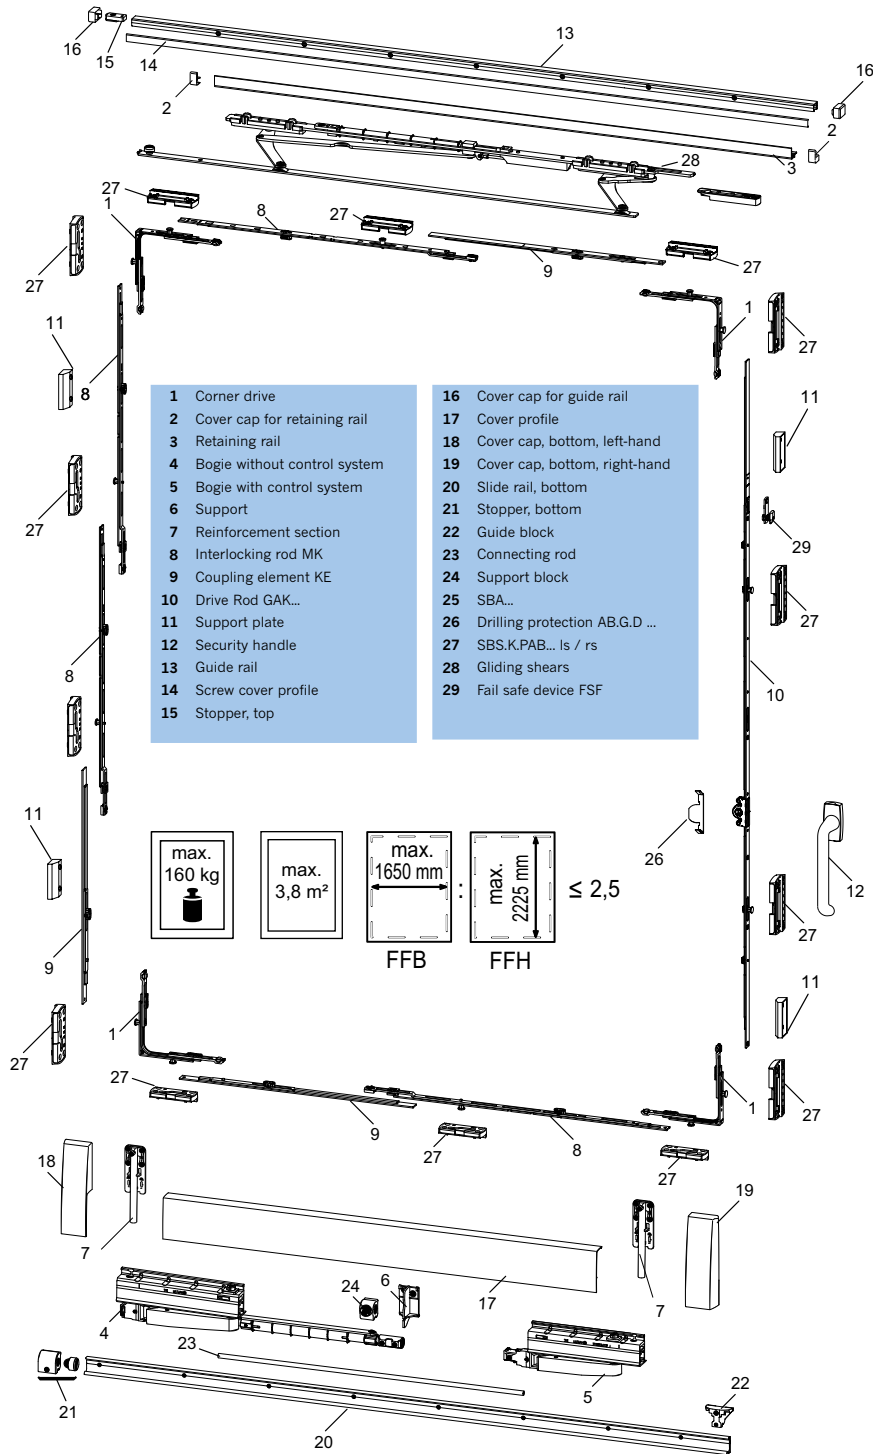 13
16
15
14
16
2
2
3
28
27
1
8
27
9
27
27
1
27
11
8
11
27
29
27
8
10
1 Corner drive
2 Cover cap for retaining rail
3 Retaining rail
4 Bogie without control system
5 Bogie with control system
6 Support
7 Reinforcement section
8 Interlocking rod MK
9 Coupling element KE
10 Drive Rod GAK...
11 Support plate
12 Security handle
13 Guide rail
14 Screw cover profile
15 Stopper, top
16 Cover cap for guide rail
17 Cover profile
18 Cover cap, bottom, left-hand
19 Cover cap, bottom, right-hand
20 Slide rail, bottom
21 Stopper, bottom
22 Guide block
23 Connecting rod
24 Support block
25 SBA...
26 Drilling protection AB.G.D ...
27 SBS.K.PAB... ls / rs
28 Gliding shears
29 Fail safe device FSF
11
26
12
max.
160 kg
max.
3,8 m²
max.
1650 mm
:
max.
2225 mm
≤ 2,5
FFB
FFH
9
27
11
1
27
27
1
27
9
8
27
27
18
7
19
7
17
24
6
4
23
5
22
21
20